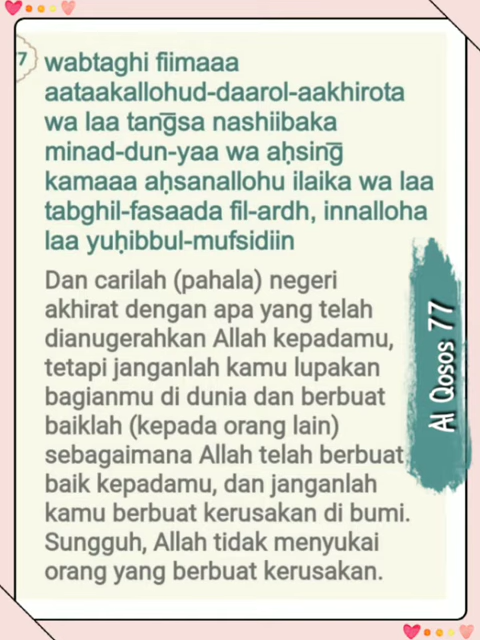 7
wabtaghi fiimaaa
aataakallohud-daarol-aakhirota
wa laa tang̅sa nashiibaka
minad-dun-yaa wa aḥsing̅
kamaaa aḥsanallohu ilaika wa laa
tabghil-fasaada fil-ardh, innalloha
laa yuḥibbul-mufsidiin
Dan carilah (pahala) negeri
akhirat dengan apa yang telah
dianugerahkan Allah kepadamu,
tetapi janganlah kamu lupakan
bagianmu di dunia dan berbuat
baiklah (kepada orang lain)
sebagaimana Allah telah berbuat
baik kepadamu, dan janganlah
kamu berbuat kerusakan di bumi.
Sungguh, Allah tidak menyukai
orang yang berbuat kerusakan.
Al Qosos 77